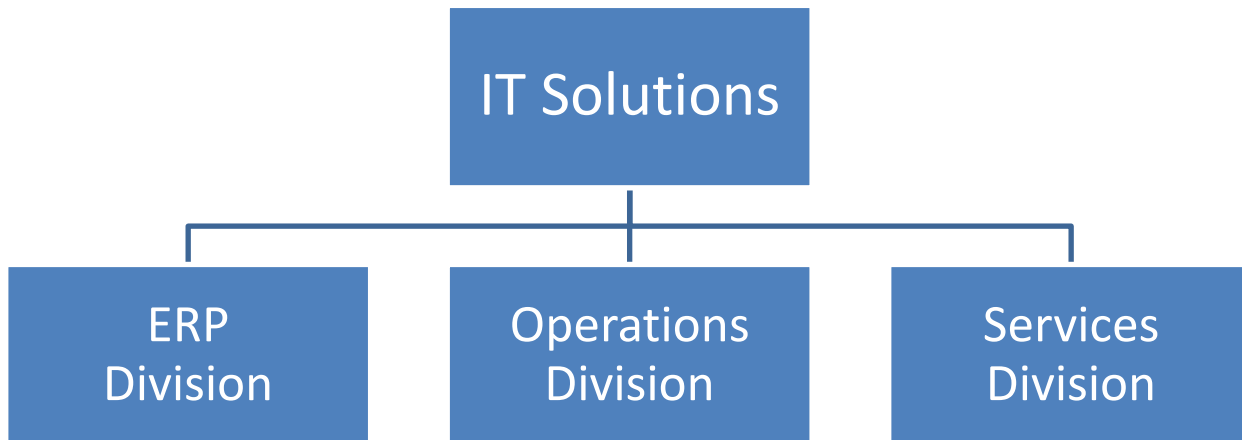 IT Solutions
ERP
Division
Operations
Division
Services
Division